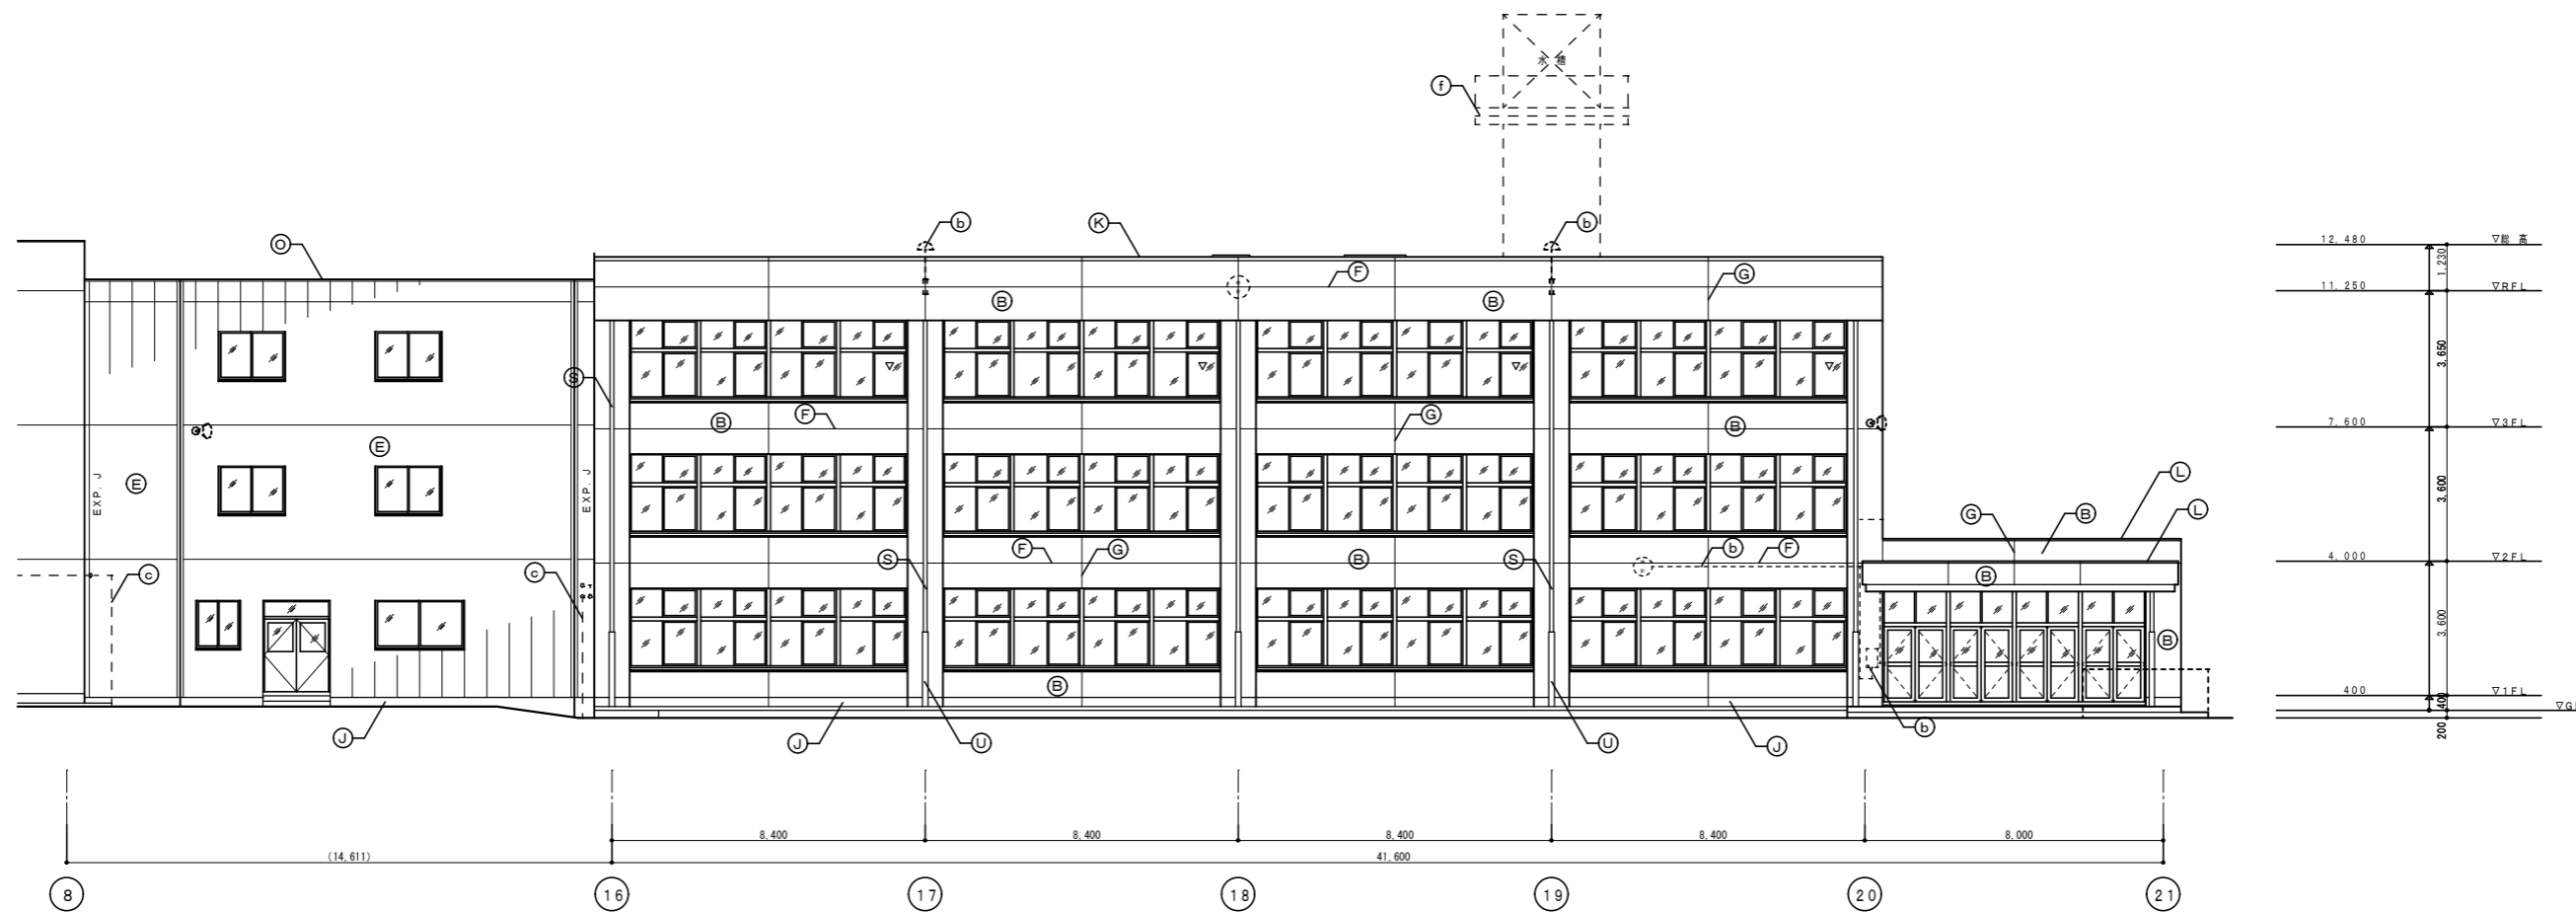 水 槽
f
b
b
K
O
12,480
▽総 高
1,230
F
G
11,250
▽RFL
B
B
3,650
S
B
F
G
B
7,600
▽3FL
E
EXP. J
E
EXP. J
L
3,600
G
B
L
F
G
S
B
S
b
F
4,000
▽2FL
c
c
B
3,600
B
B
400
▽1FL
400
▽G
200
b
J
J
U
U
J
8,400
8,400
8,400
8,400
8,000
(14,611)
41,600
8
16
17
18
19
20
21